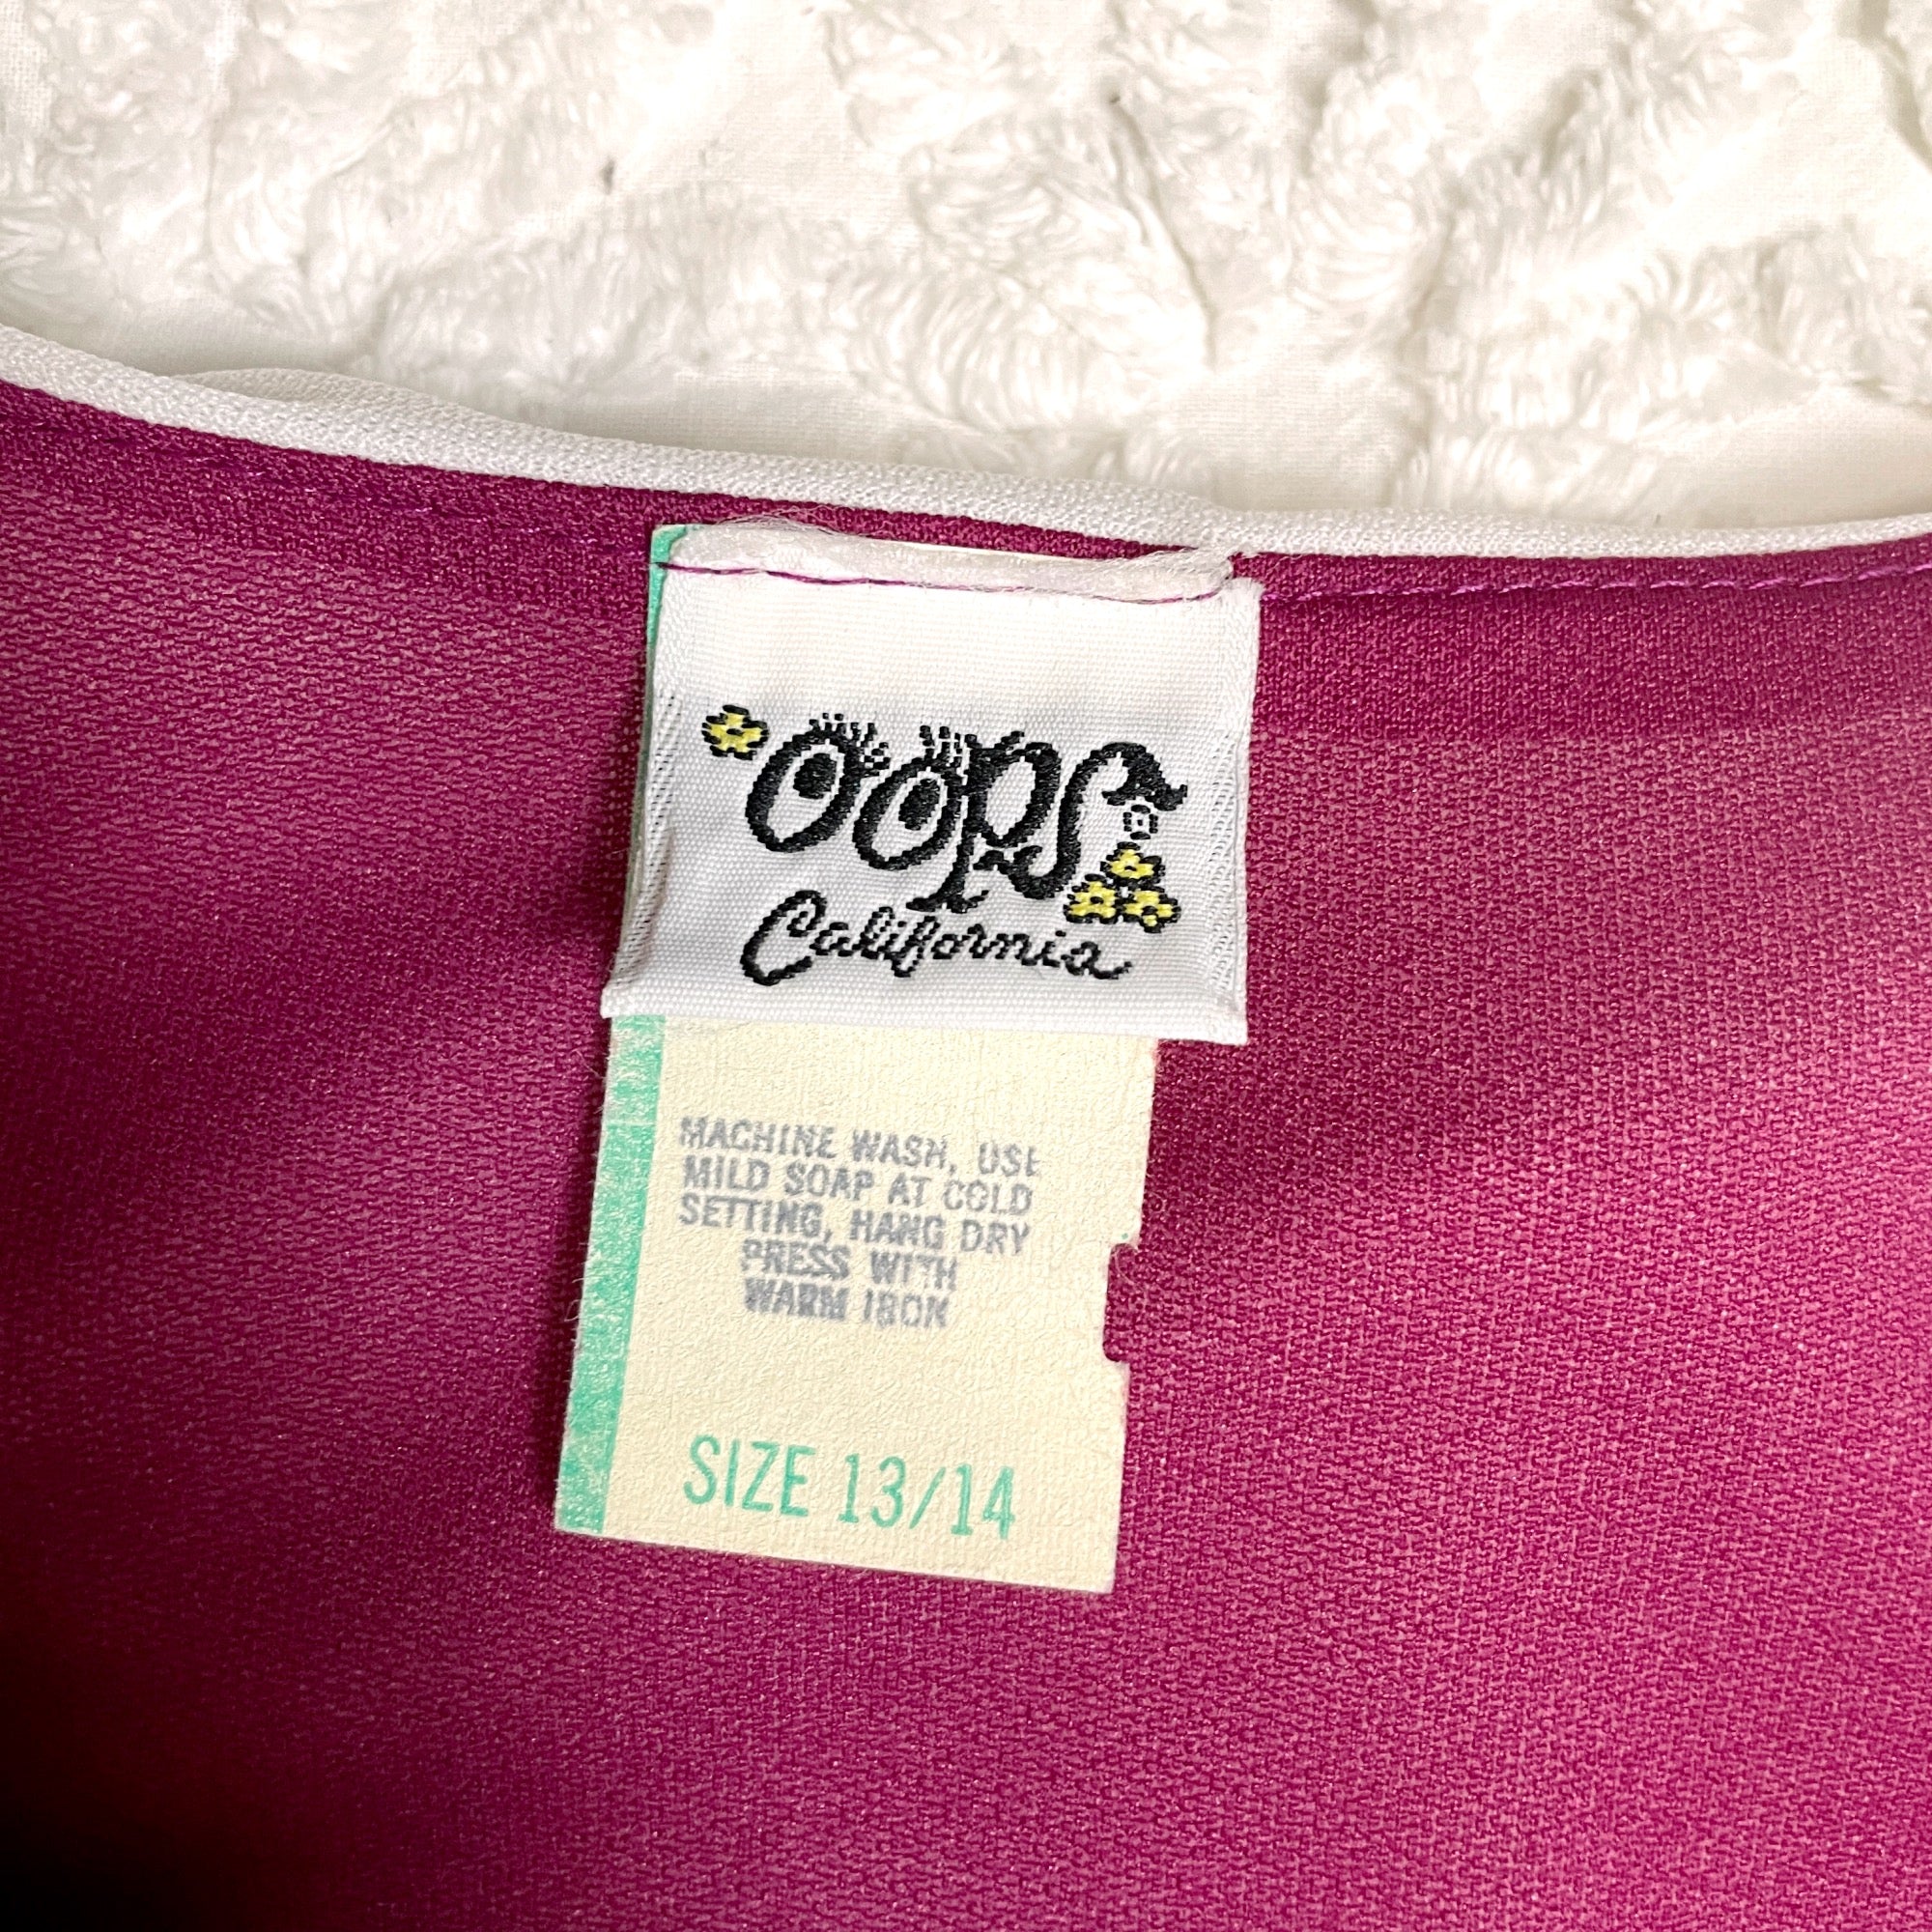 OOPS
California
MACHINE WASH, USE
MILD SOAP AT COLD
SETTING, HANG DRY
PRESS WITH
WARM IRON
SIZE 13/14